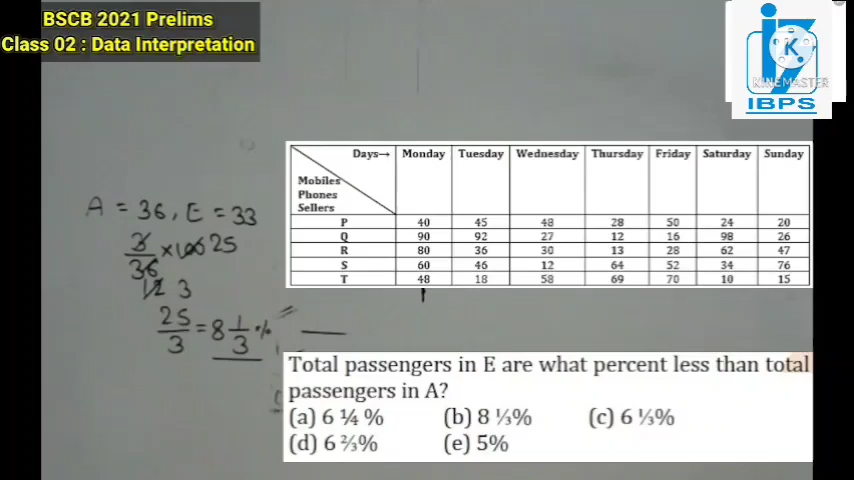 BSCB 2021 Prelims
Class 02 : Data Interpretation
K
KINEMASTER
IBPS
Days→ Monday Tuesday Wednesday Thursday Friday Saturday Sunday
Mobiles
Phones
Sellers
P 40 45 48 28 50 24 20
Q 90 92 27 12 16 98 26
R 80 36 30 13 28 62 47
S 60 46 12 64 52 34 76
T 48 18 58 69 70 10 15
A = 36, E = 33
3/36 × 100 25
12 3
25/3 = 8 1/3 %
Total passengers in E are what percent less than total
passengers in A?
(a) 6 ¼ % (b) 8 ⅓% (c) 6 ⅓%
(d) 6 ⅔% (e) 5%